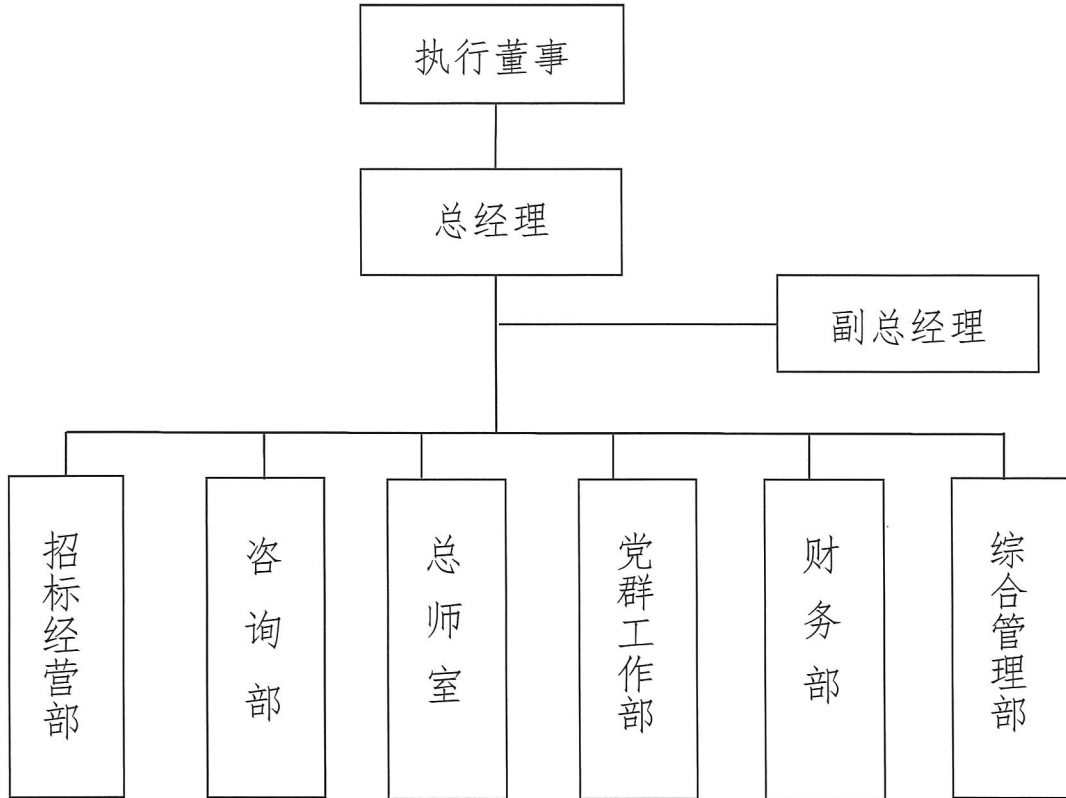 执行董事
总经理
副总经理
招标经营部
咨询部
总师室
党群工作部
财务部
综合管理部